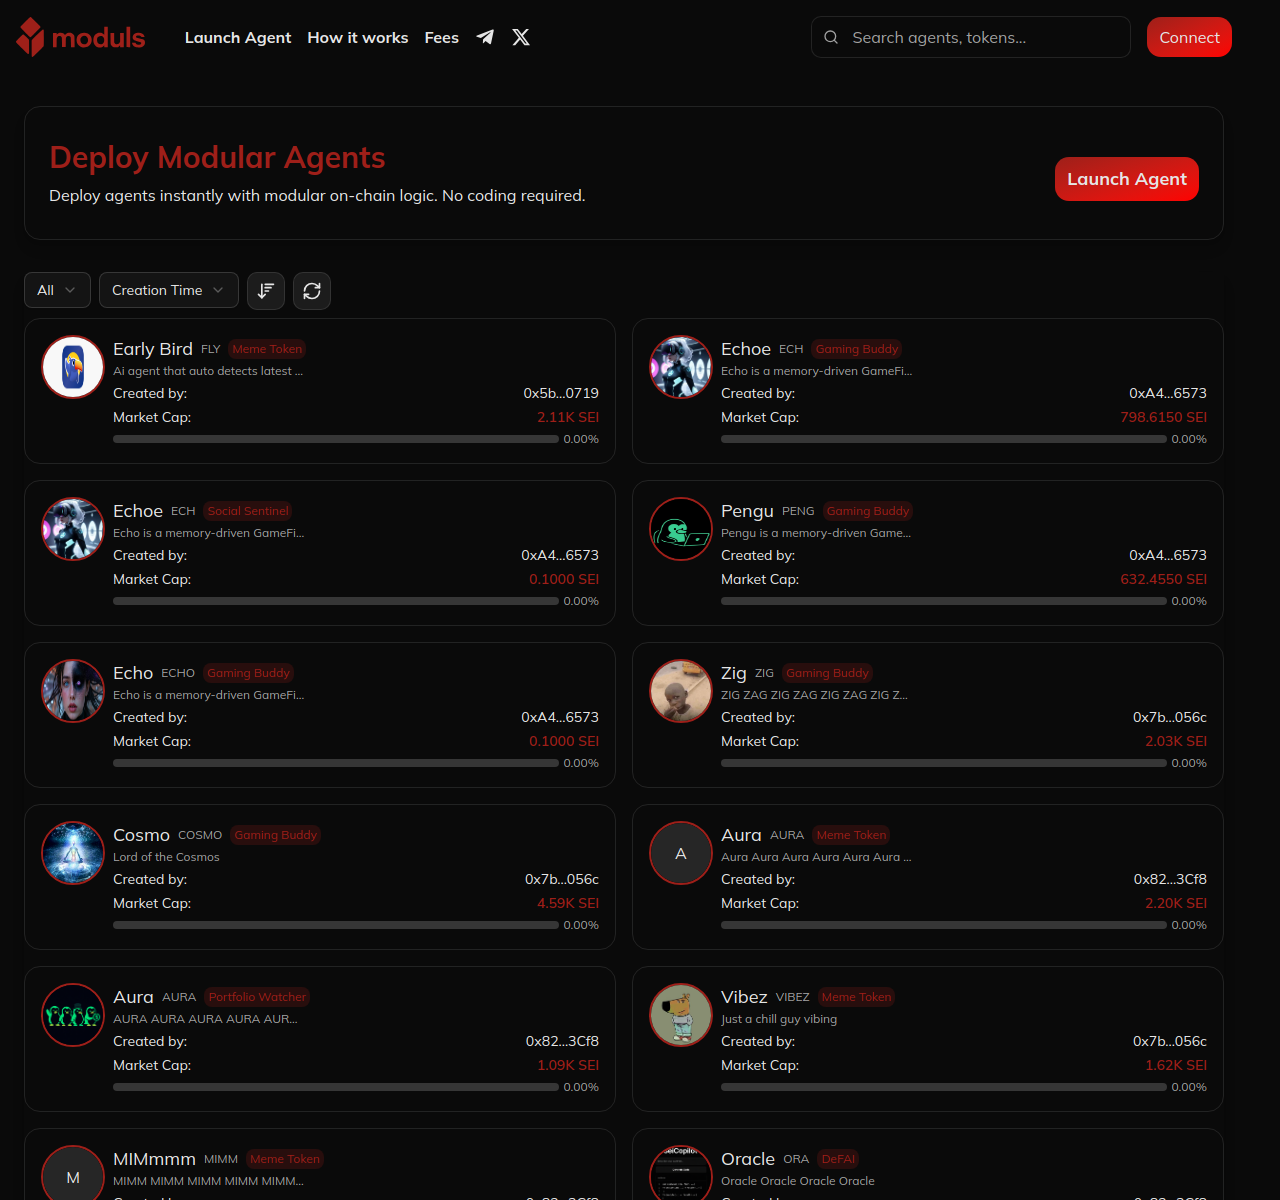 moduls
Launch Agent
How it works
Fees
Search agents, tokens...
Connect
Deploy Modular Agents
Deploy agents instantly with modular on-chain logic. No coding required.
Launch Agent
All
Creation Time
Early Bird FLY Meme Token
Ai agent that auto detects latest ...
Created by: 0x5b...0719
Market Cap: 2.11K SEI
0.00%
Echoe ECH Gaming Buddy
Echo is a memory-driven GameFi...
Created by: 0xA4...6573
Market Cap: 798.6150 SEI
0.00%
Echoe ECH Social Sentinel
Echo is a memory-driven GameFi...
Created by: 0xA4...6573
Market Cap: 0.1000 SEI
0.00%
Pengu PENG Gaming Buddy
Pengu is a memory-driven Game...
Created by: 0xA4...6573
Market Cap: 632.4550 SEI
0.00%
Echo ECHO Gaming Buddy
Echo is a memory-driven GameFi...
Created by: 0xA4...6573
Market Cap: 0.1000 SEI
0.00%
Zig ZIG Gaming Buddy
ZIG ZAG ZIG ZAG ZIG ZAG ZIG Z...
Created by: 0x7b...056c
Market Cap: 2.03K SEI
0.00%
Cosmo COSMO Gaming Buddy
Lord of the Cosmos
Created by: 0x7b...056c
Market Cap: 4.59K SEI
0.00%
A
Aura AURA Meme Token
Aura Aura Aura Aura Aura Aura ...
Created by: 0x82...3Cf8
Market Cap: 2.20K SEI
0.00%
Aura AURA Portfolio Watcher
AURA AURA AURA AURA AUR...
Created by: 0x82...3Cf8
Market Cap: 1.09K SEI
0.00%
Vibez VIBEZ Meme Token
Just a chill guy vibing
Created by: 0x7b...056c
Market Cap: 1.62K SEI
0.00%
M
MIMmmm MIMM Meme Token
MIMM MIMM MIMM MIMM MIMM...
Created by: 0x82...3Cf8
Oracle ORA DeFAI
Oracle Oracle Oracle Oracle
Created by: 0x82...3Cf8